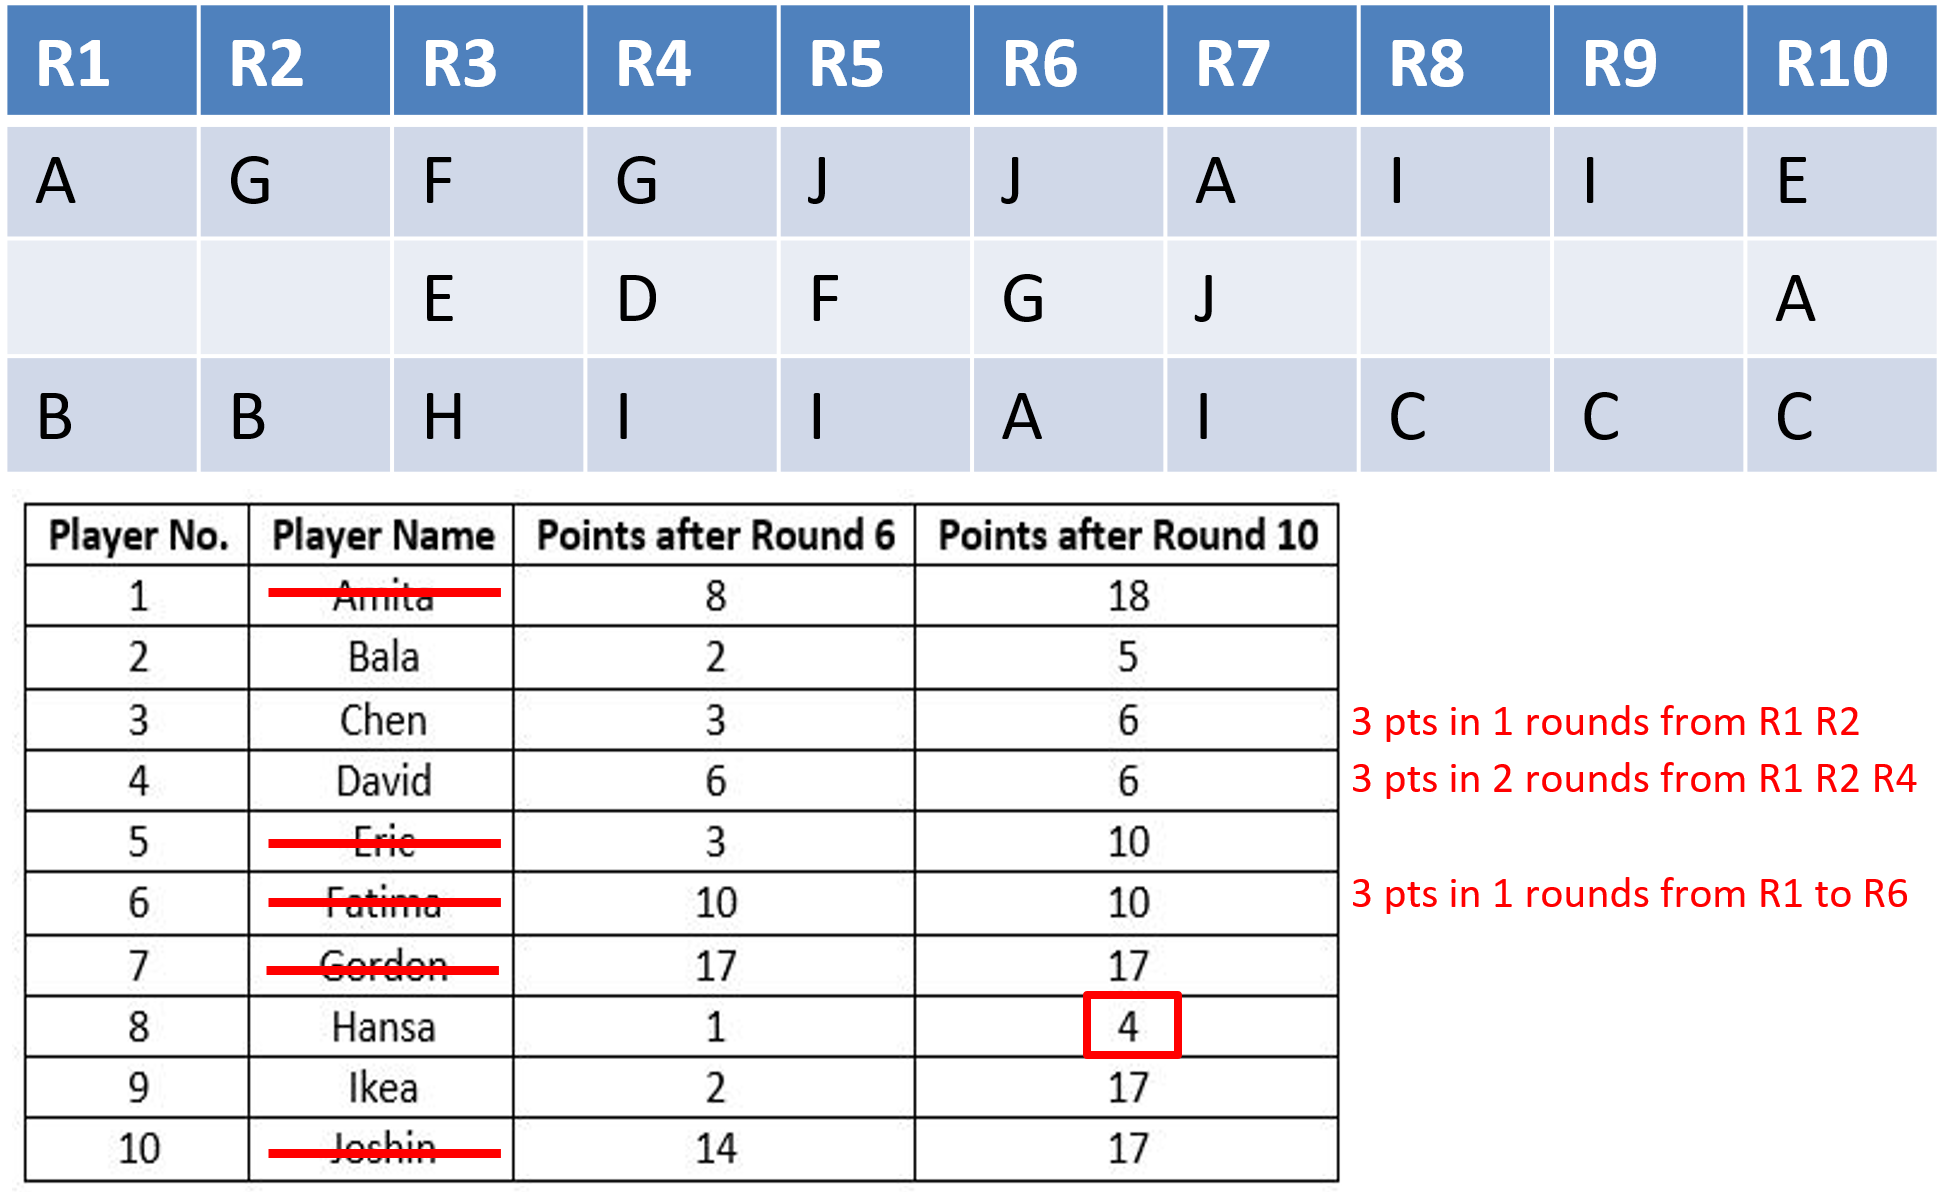 R1 R2 R3 R4 R5 R6 R7 R8 R9 R10
A G F G J J A I I E
E D F G J A
B B H I I A I C C C
Player No. Player Name Points after Round 6 Points after Round 10
1 Amita 8 18
2 Bala 2 5
3 Chen 3 6 3 pts in 1 rounds from R1 R2
4 David 6 6 3 pts in 2 rounds from R1 R2 R4
5 Eric 3 10
6 Fatima 10 10 3 pts in 1 rounds from R1 to R6
7 Gordon 17 17
8 Hansa 1 4
9 Ikea 2 17
10 Joshin 14 17